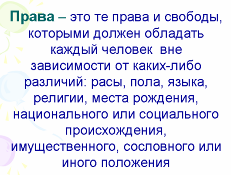 Права – это те права и свободы,
которыми должен обладать
каждый человек вне
зависимости от каких-либо
различий: расы, пола, языка,
религии, места рождения,
национального или социального
происхождения,
имущественного, сословного или
иного положения